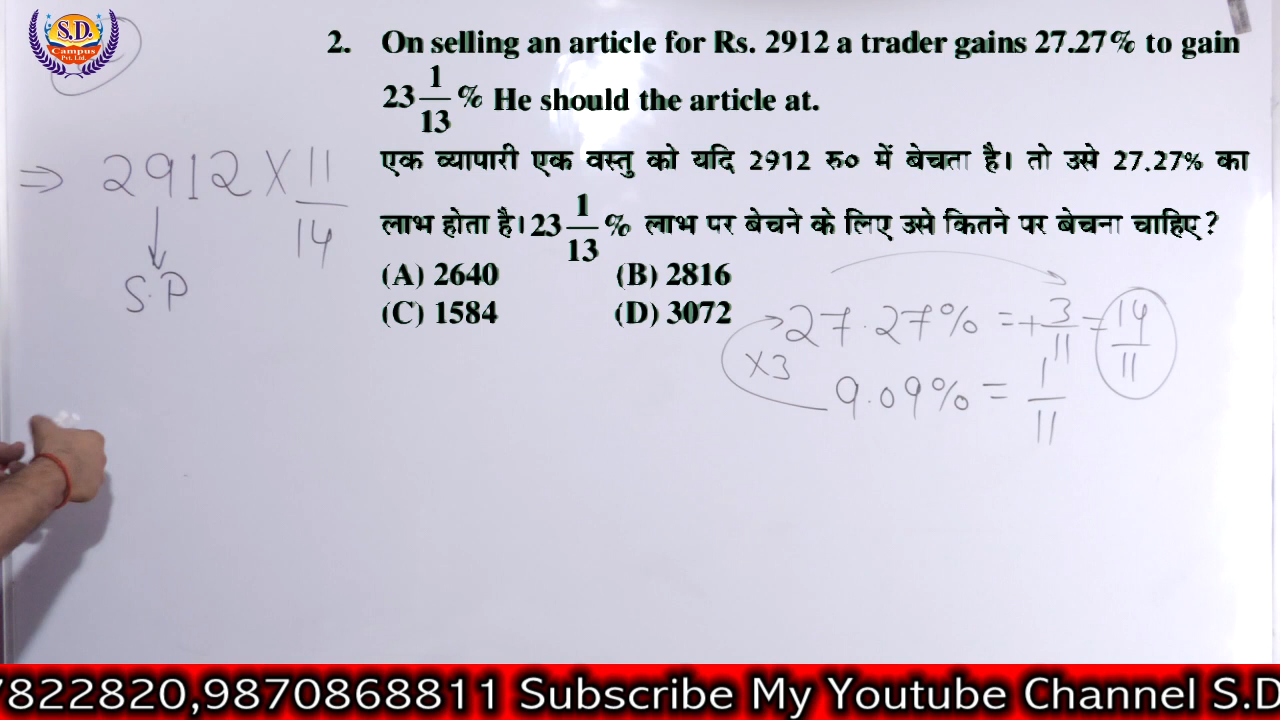 S.D.
Campus
Pvt. Ltd.
2. On selling an article for Rs. 2912 a trader gains 27.27% to gain
23 1/13 % He should the article at.
एक व्यापारी एक वस्तु को यदि 2912 रु० में बेचता है। तो उसे 27.27% का
लाभ होता है। 23 1/13 % लाभ पर बेचने के लिए उसे कितने पर बेचना चाहिए ?
(A) 2640 (B) 2816
(C) 1584 (D) 3072
⇒ 2912 × 11/14
S.P
27.27% = + 3/11 = 14/11
×3
9.09% = 1/11
7822820,9870868811 Subscribe My Youtube Channel S.D